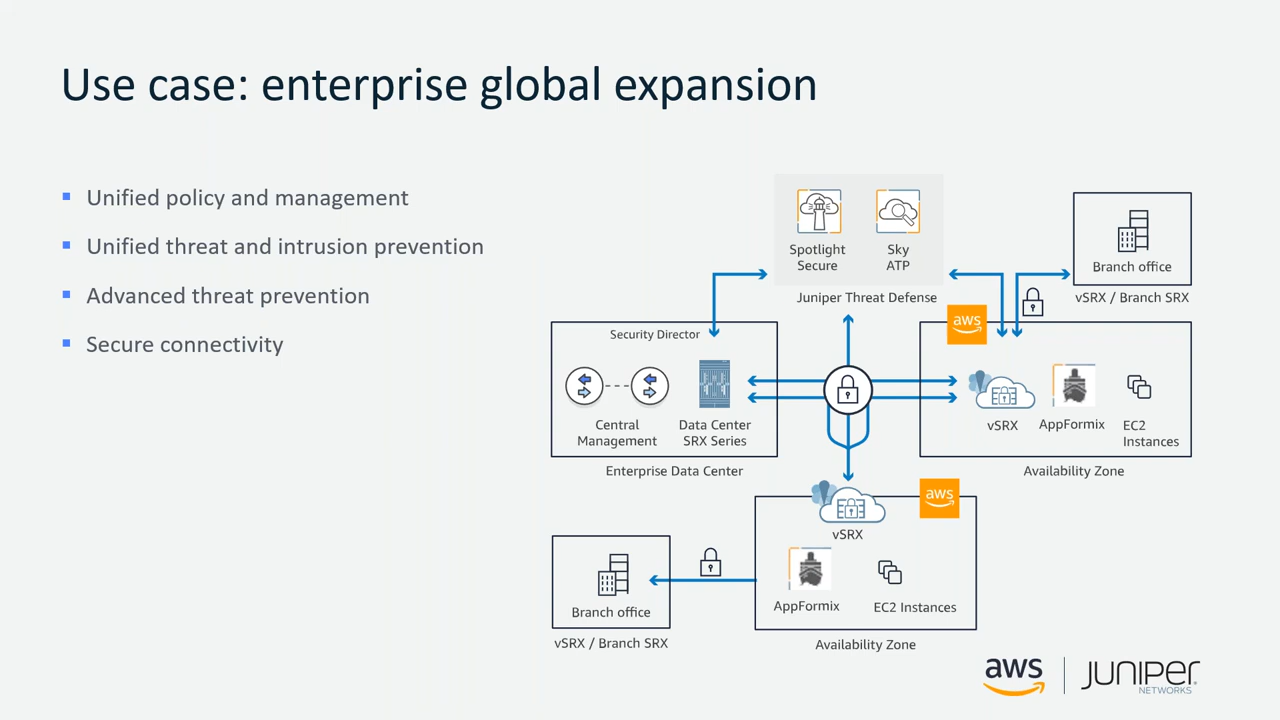 Use case: enterprise global expansion
Unified policy and management
Unified threat and intrusion prevention
Advanced threat prevention
Secure connectivity
Spotlight
Secure
Sky
ATP
Juniper Threat Defense
Branch office
vSRX / Branch SRX
Security Director
Central
Management
Data Center
SRX Series
Enterprise Data Center
aws
vSRX
AppFormix
EC2
Instances
Availability Zone
aws
vSRX
AppFormix
EC2 Instances
Availability Zone
Branch office
vSRX / Branch SRX
aws
JUNIPER
NETWORKS